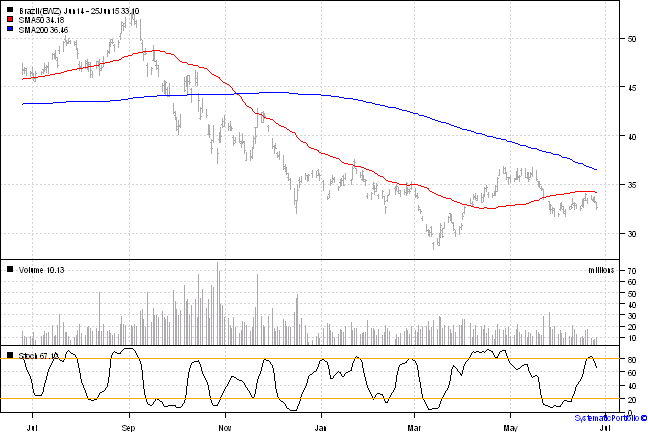 Brazil(EWZ) Jun 14 - 25Jun15 33.10
SMA50 34.18
SMA200 36.46
50
45
40
35
30
Volume 10.13
millions
70
60
50
40
30
20
10
Stoch
80
60
40
20
0
Jul
Sep
Nov
Jan
Mar
May
Jul
SystematicPortfolio ©